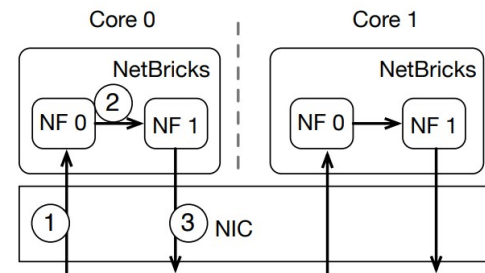 Core 0
Core 1
NetBricks
NetBricks
2
NF 0
NF 1
NF 0
NF 1
1
3
NIC